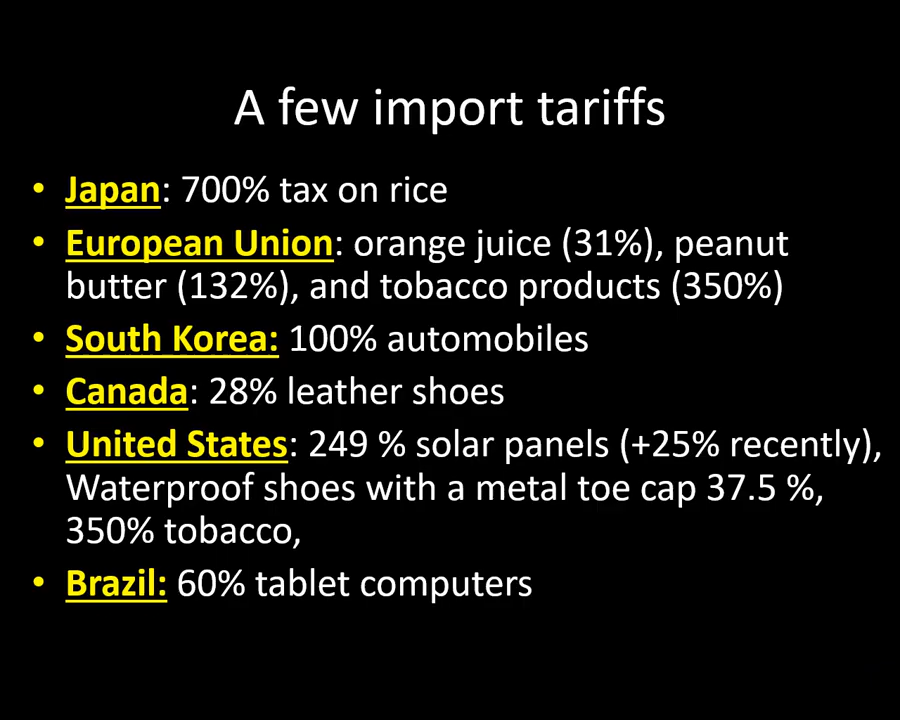 A few import tariffs
• Japan: 700% tax on rice
• European Union: orange juice (31%), peanut
butter (132%), and tobacco products (350%)
• South Korea: 100% automobiles
• Canada: 28% leather shoes
• United States: 249 % solar panels (+25% recently),
Waterproof shoes with a metal toe cap 37.5 %,
350% tobacco,
• Brazil: 60% tablet computers